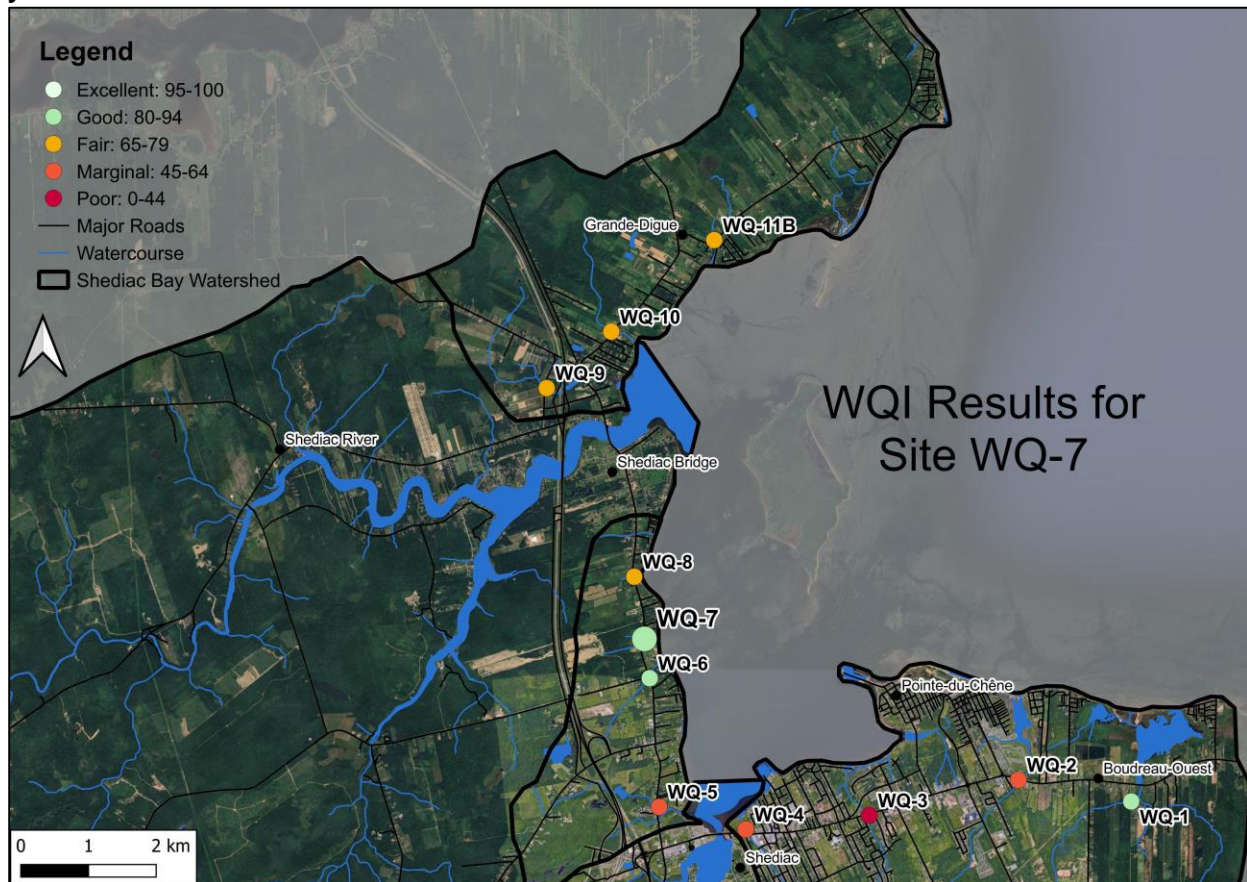 Legend
Excellent: 95-100
Good: 80-94
Fair: 65-79
Marginal: 45-64
Poor: 0-44
Major Roads
Watercourse
Shediac Bay Watershed
Grande-Digue
WQ-11B
WQ-10
WQ-9
WQI Results for
Site WQ-7
Shediac River
Shediac Bridge
WQ-8
WQ-7
WQ-6
Pointe-du-Chêne
WQ-2
Boudreau-Ouest
WQ-5
WQ-4
WQ-3
WQ-1
0 1 2 km
Shediac